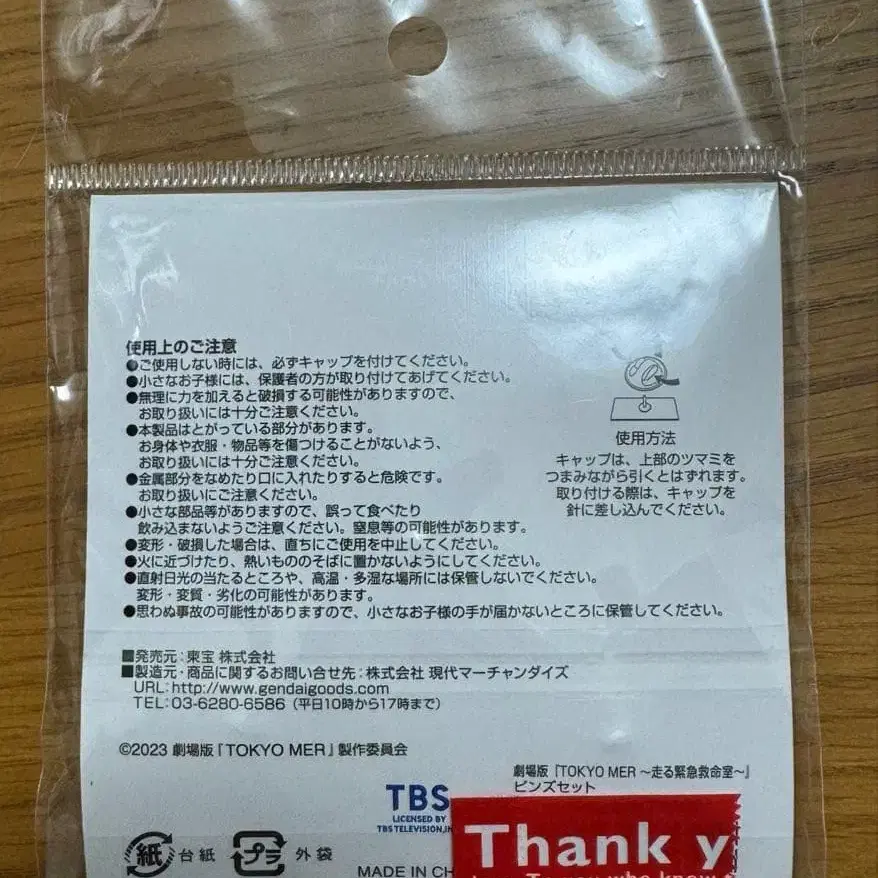 使用上のご注意
●ご使用しない時には、必ずキャップを付けてください。
●小さなお子様には、保護者の方が取り付けてあげてください。
●無理に力を加えると破損する可能性がありますので、
お取り扱いには十分ご注意ください。
●本製品はとがっている部分があります。
お身体や衣服・物品等を傷つけることがないよう、
お取り扱いには十分ご注意ください。
●金属部分をなめたり口に入れたりすると危険です。
お取り扱いにご注意ください。
●小さな部品等がありますので、誤って食べたり
飲み込まないようご注意ください。窒息等の可能性があります。
●変形・破損した場合は、直ちにご使用を中止してください。
●火に近づけたり、熱いもののそばに置かないようにしてください。
●直射日光の当たるところや、高温・多湿な場所には保管しないでください。
変形・変質・劣化の可能性があります。
●思わぬ事故の可能性がありますので、小さなお子様の手が届かないところに保管してください。
使用方法
キャップは、上部のツマミを
つまみながら引くとはずれます。
取り付ける際は、キャップを
針に差し込んでください。
■発売元:東宝 株式会社
■製造元・商品に関するお問い合せ先:株式会社 現代マーチャンダイズ
URL:http://www.gendaigoods.com
TEL:03-6280-6586(平日10時から17時まで)
©2023 劇場版『TOKYO MER』製作委員会
劇場版『TOKYO MER ~走る緊急救命室~』
ピンズセット
TBS
LICENSED BY
TBS TELEVISION,IN
紙 台紙 プラ 外袋
MADE IN CH
Thank y
To you who know t